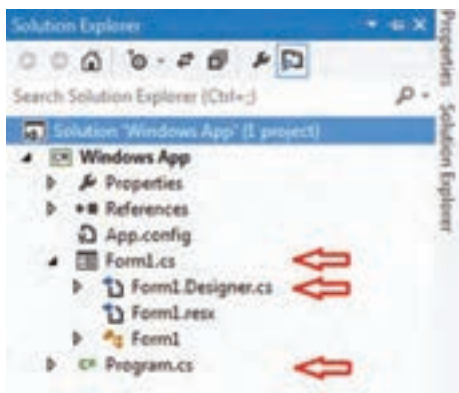 Solution Explorer
Search Solution Explorer (Ctrl+;)
Solution 'Windows App' (1 project)
Windows App
Properties
References
App.config
Form1.cs
Form1.Designer.cs
Form1.resx
Form1
Program.cs
Properties
Solution Explorer